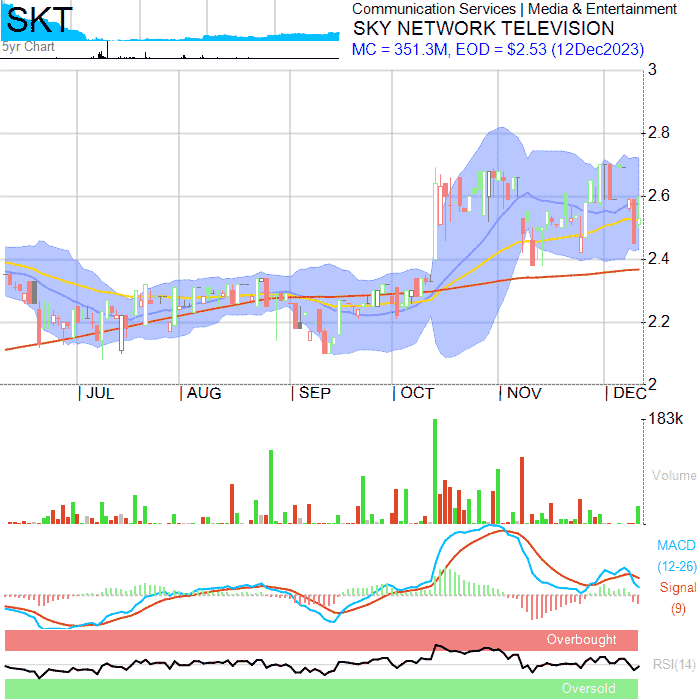 SKT
5yr Chart
Communication Services | Media & Entertainment
SKY NETWORK TELEVISION
MC = 351.3M, EOD = $2.53 (12Dec2023)
3
2.8
2.6
2.4
2.2
2
| JUL
| AUG
| SEP
| OCT
| NOV
| DEC
183k
Volume
MACD
(12-26)
Signal
(9)
Overbought
RSI(14)
Oversold